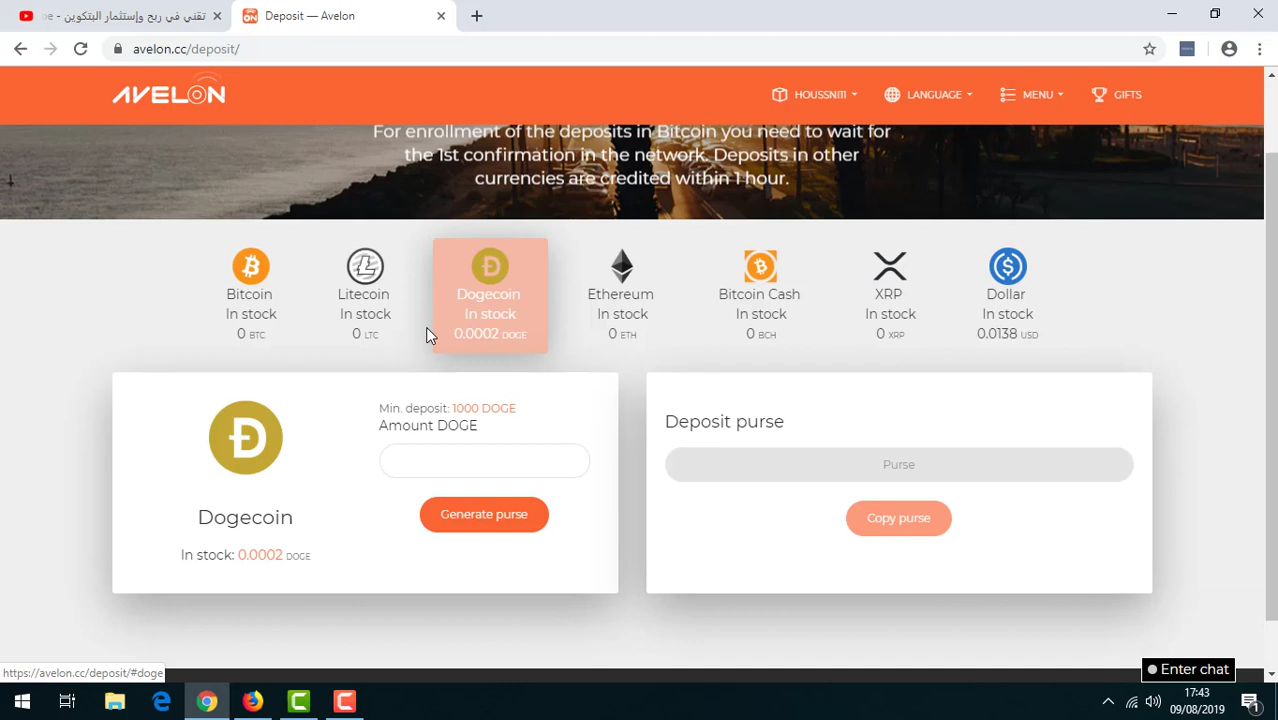 تقني في ربح وإستثمار البتكوين - be
Deposit — Avelon
avelon.cc/deposit/
AVELON
HOUSSNITI
LANGUAGE
MENU
GIFTS
For enrollment of the deposits in Bitcoin you need to wait for
the 1st confirmation in the network. Deposits in other
currencies are credited within 1 hour.
Bitcoin
In stock
0 BTC
Litecoin
In stock
0 LTC
Dogecoin
In stock
0.0002 DOGE
Ethereum
In stock
0 ETH
Bitcoin Cash
In stock
0 BCH
XRP
In stock
0 XRP
Dollar
In stock
0.0138 USD
Dogecoin
In stock: 0.0002 DOGE
Min. deposit: 1000 DOGE
Amount DOGE
Generate purse
Deposit purse
Purse
Copy purse
https://avelon.cc/deposit/#doge
Enter chat
17:43
09/08/2019